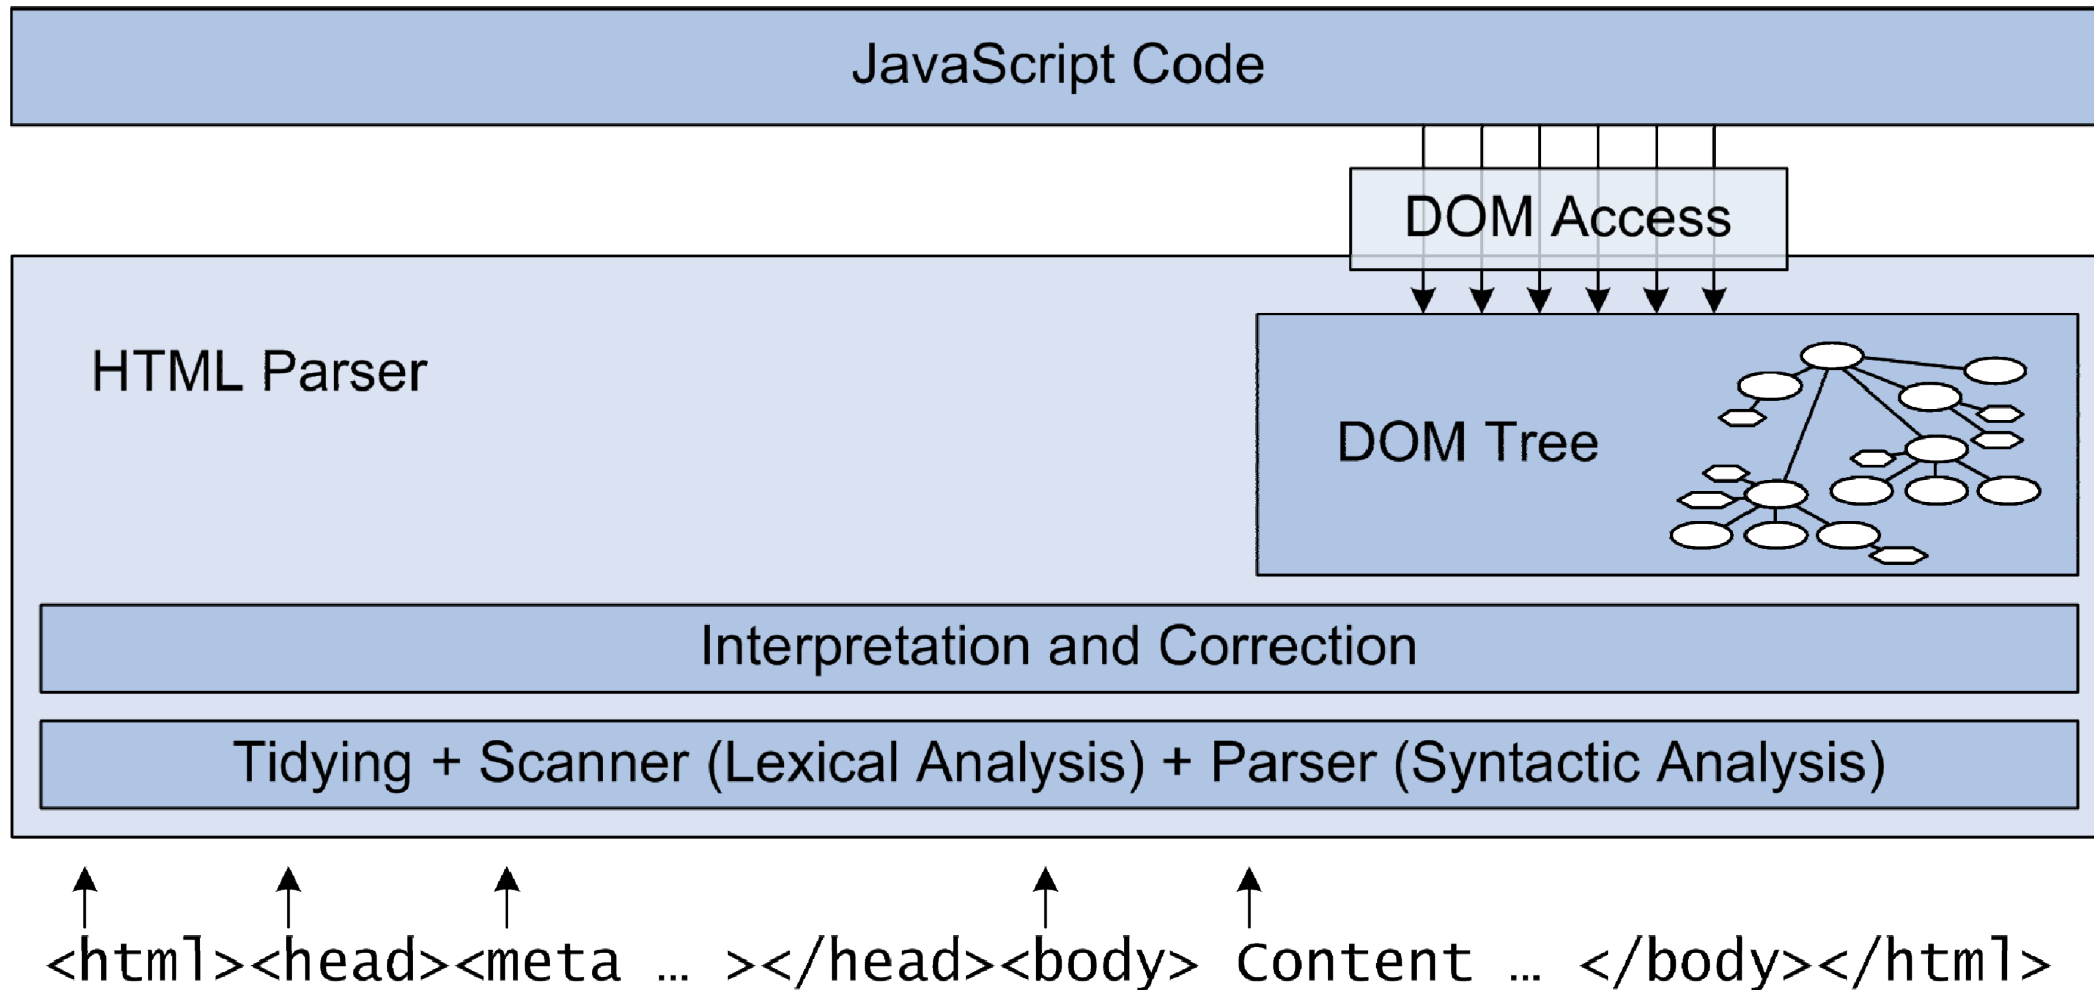 JavaScript Code
DOM Access
HTML Parser
DOM Tree
Interpretation and Correction
Tidying + Scanner (Lexical Analysis) + Parser (Syntactic Analysis)
<html><head><meta … ></head><body> Content … </body></html>